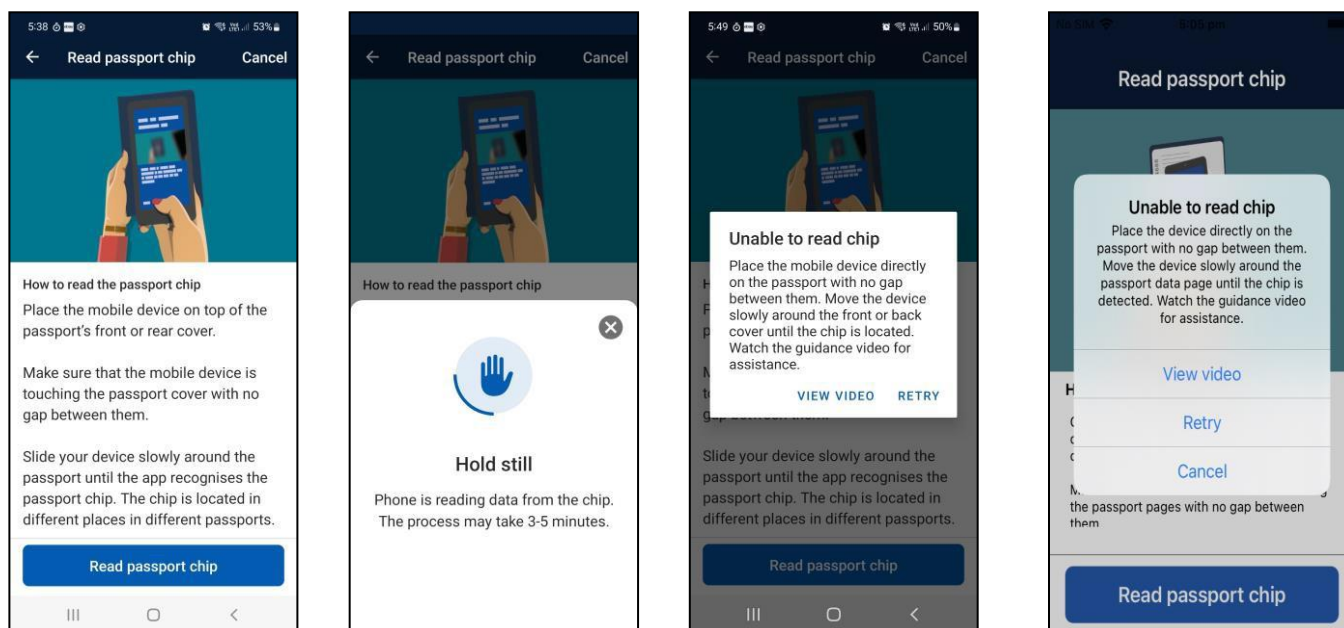 5:38
53%
Read passport chip
Cancel
How to read the passport chip
Place the mobile device on top of the
passport's front or rear cover.
Make sure that the mobile device is
touching the passport cover with no
gap between them.
Slide your device slowly around the
passport until the app recognises the
passport chip. The chip is located in
different places in different passports.
Read passport chip
Read passport chip
Cancel
How to read the passport chip
Hold still
Phone is reading data from the chip.
The process may take 3-5 minutes.
5:49
50%
Read passport chip
Cancel
Unable to read chip
Place the mobile device directly
on the passport with no gap
between them. Move the device
slowly around the front or back
cover until the chip is located.
Watch the guidance video for
assistance.
VIEW VIDEO
RETRY
Slide your device slowly around the
passport until the app recognises the
passport chip. The chip is located in
different places in different passports.
Read passport chip
No SIM
5:05 pm
Read passport chip
Unable to read chip
Place the device directly on the
passport with no gap between them.
Move the device slowly around the
passport data page until the chip is
detected. Watch the guidance video
for assistance.
View video
Retry
Cancel
the passport pages with no gap between
them
Read passport chip